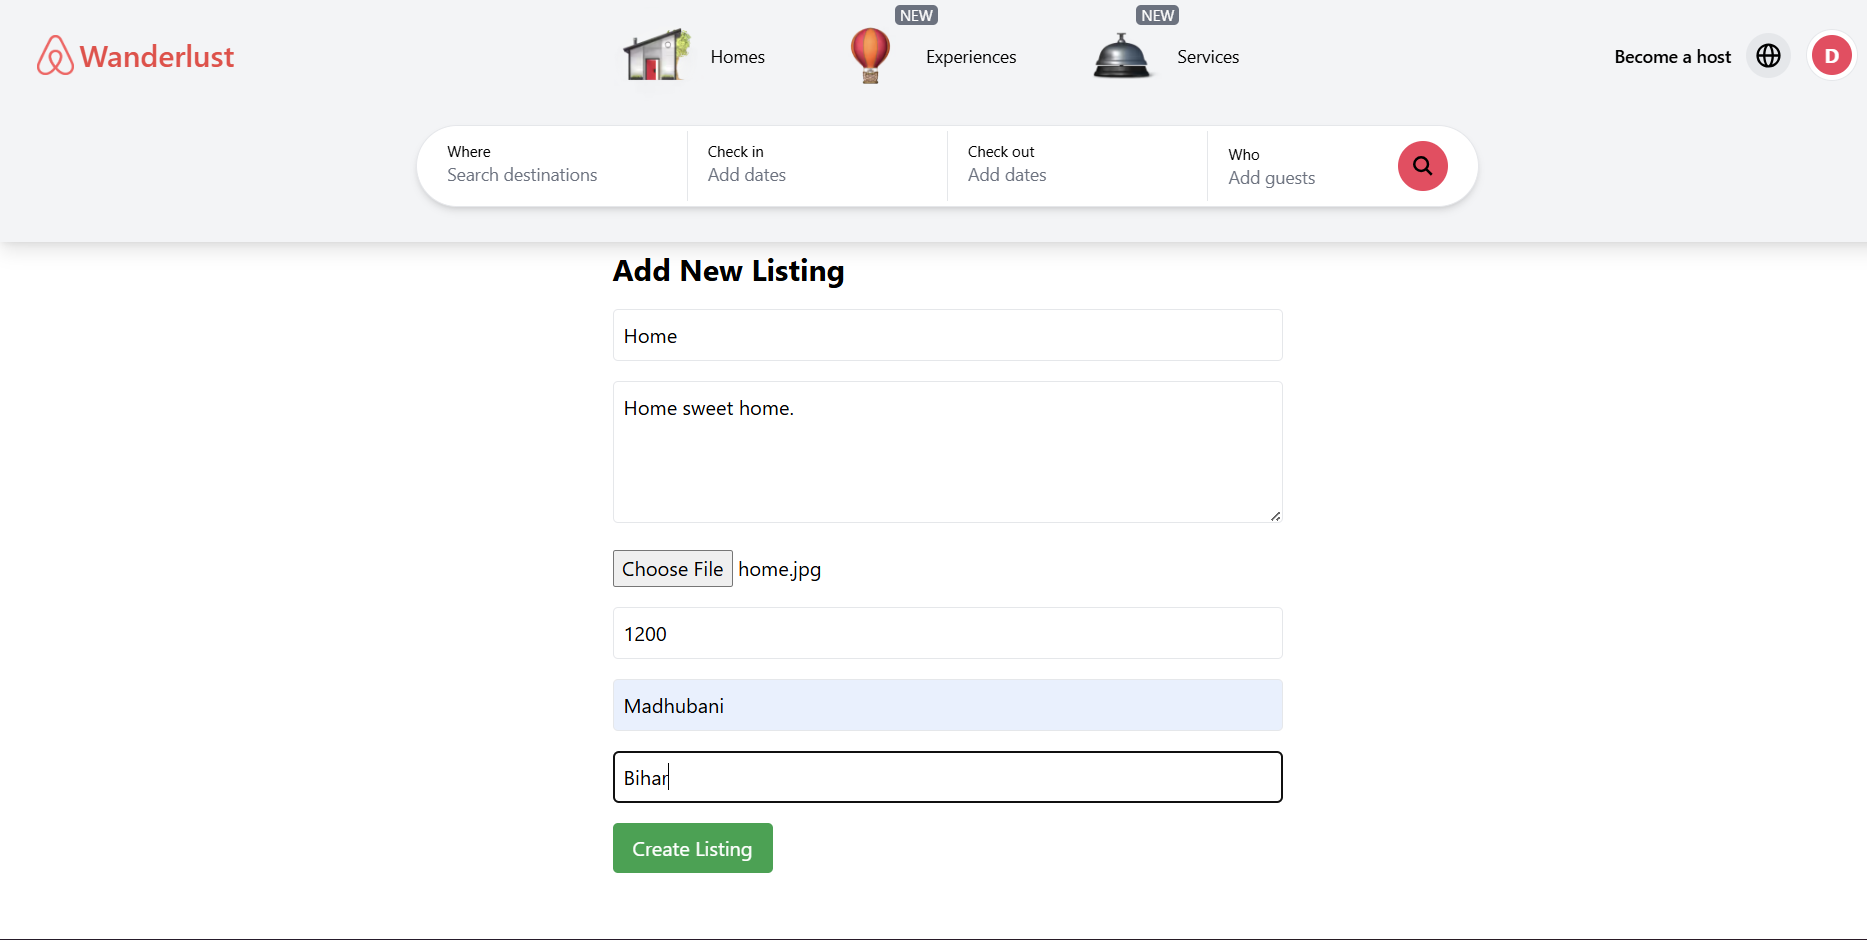 NEW NEW
Wanderlust Homes Experiences Services Become a host D
Where Check in Check out Who
Search destinations Add dates Add dates Add guests
Add New Listing
Home
Home sweet home.
Choose File home.jpg
1200
Madhubani
Bihar
Create Listing